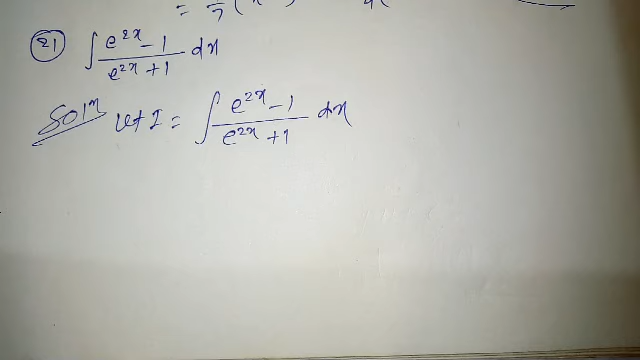 21) ∫ e^2x - 1 / e^2x + 1 dx
Solⁿ let I = ∫ e^2x - 1 / e^2x + 1 dx